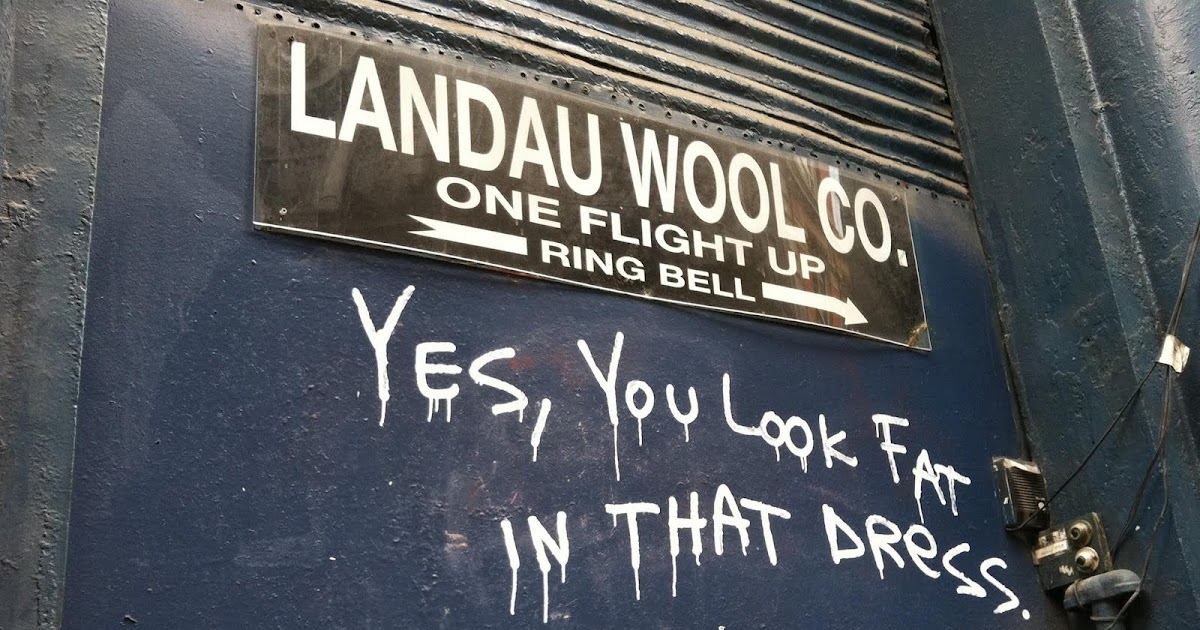 LANDAU WOOL CO.
ONE FLIGHT UP
RING BELL
YES, YOU LOOK FAT
IN THAT DRESS.